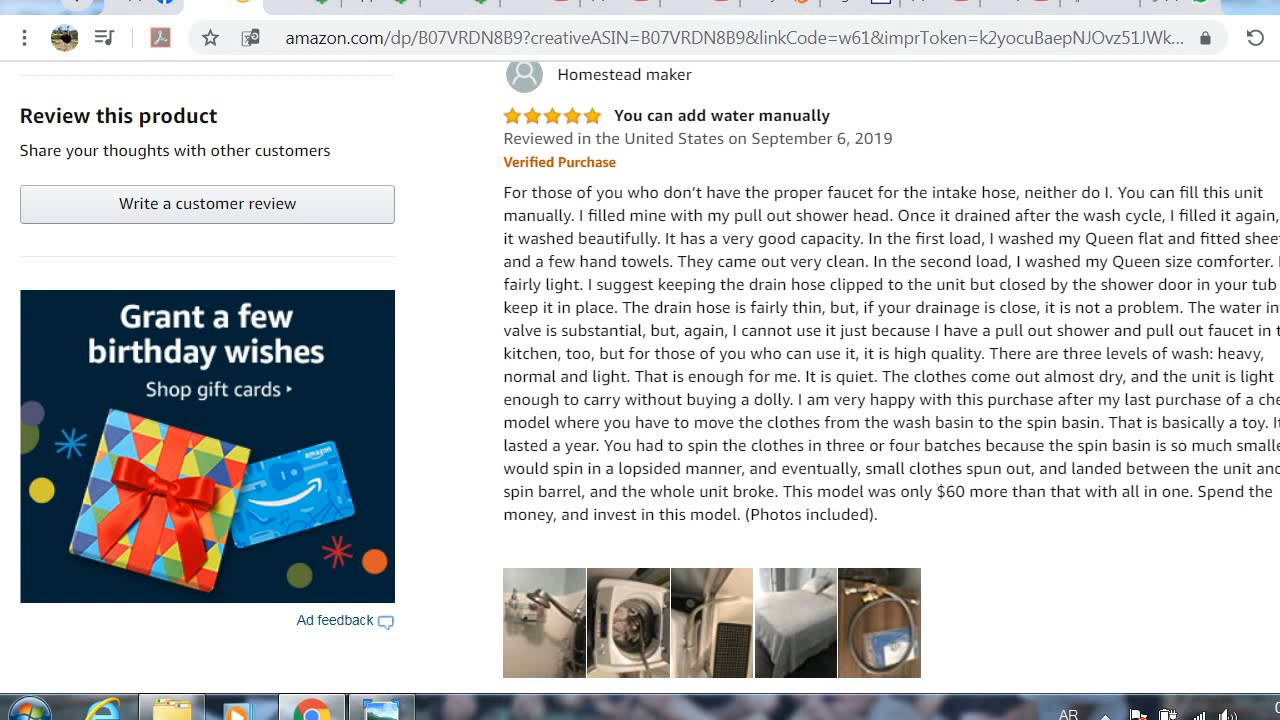 amazon.com/dp/B07VRDN8B9?creativeASIN=B07VRDN8B9&linkCode=w61&imprToken=k2yocuBaepNJOvz51JWk...
Review this product
Share your thoughts with other customers
Write a customer review
Grant a few
birthday wishes
Shop gift cards
amazon
Ad feedback
Homestead maker
You can add water manually
Reviewed in the United States on September 6, 2019
Verified Purchase
For those of you who don’t have the proper faucet for the intake hose, neither do I. You can fill this unit
manually. I filled mine with my pull out shower head. Once it drained after the wash cycle, I filled it again,
it washed beautifully. It has a very good capacity. In the first load, I washed my Queen flat and fitted
and a few hand towels. They came out very clean. In the second load, I washed my Queen size comforter.
fairly light. I suggest keeping the drain hose clipped to the unit but closed by the shower door in your tub
keep it in place. The drain hose is fairly thin, but, if your drainage is close, it is not a problem. The water in
valve is substantial, but, again, I cannot use it just because I have a pull out shower and pull out faucet in
kitchen, too, but for those of you who can use it, it is high quality. There are three levels of wash: heavy,
normal and light. That is enough for me. It is quiet. The clothes come out almost dry, and the unit is light
enough to carry without buying a dolly. I am very happy with this purchase after my last purchase of a
model where you have to move the clothes from the wash basin to the spin basin. That is basically a toy.
lasted a year. You had to spin the clothes in three or four batches because the spin basin is so much
would spin in a lopsided manner, and eventually, small clothes spun out, and landed between the unit and
spin barrel, and the whole unit broke. This model was only $60 more than that with all in one. Spend the
money, and invest in this model. (Photos included).
AR